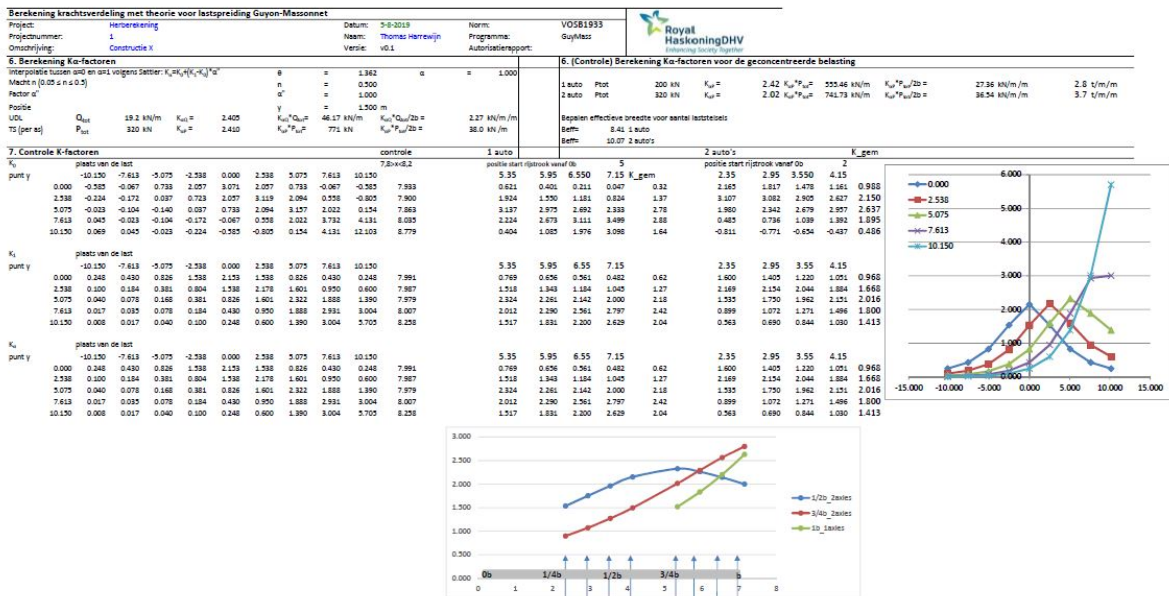 Berekening krachtsverdeling met theorie voor lastspreiding Guyon-Massonnet
Project: Herberekening Datum: 5-8-2019 Norm: VOSB1933
Projectnummer: 1 Naam: Thomas Harrewijn Programma: GuyMass
Omschrijving: Constructie X Versie: v0.1 Autorisatierapport:
Royal
HaskoningDHV
Enhancing Society Together
6. Berekening Kα-factoren
Interpolatie tussen α=0 en α=1 volgens Sattler: Kα=K0+(K1-K0)*αn θ = 1.362 α = 1.000
Macht n (0.05 ≤ n ≤ 0.5) n = 0.500
Factor αn αn = 1.000
Positie y = 1.500 m
UDL Qtot 19.2 kN/m KαQ = 2.405 KαQ*Qtot= 46.17 kN/m KαQ*Qtot/2b = 2.27 kN/m/m
TS (per as) Ptot 320 kN KαP = 2.410 KαP*Ptot= 771 kN KαP*Ptot/2b = 38.0 kN/m
6. (Controle) Berekening Kα-factoren voor de geconcentreerde belasting
1 auto Ptot 200 kN KαP = 2.42 KαP*Ptot= 555.46 kN/m KαP*Ptot/2b = 27.36 kN/m/m 2.8 t/m/m
2 auto Ptot 320 kN KαP = 2.02 KαP*Ptot= 741.73 kN/m KαP*Ptot/2b = 36.54 kN/m/m 3.7 t/m/m
Bepalen effectieve breedte voor aantal laststelsels
Beff= 8.41 1 auto
Beff= 10.07 2 auto's
7. Controle K-factoren controle 1 auto 2 auto's K_gem
K0 plaats van de last 7,8>x<8,2 positie start rijstrook vanaf 0b 5 positie start rijstrook vanaf 0b 2
punt y -10.150 -7.613 -5.075 -2.538 0.000 2.538 5.075 7.613 10.150 5.35 5.95 6.550 7.15 K_gem 2.35 2.95 3.550 4.15
0.000 -0.585 -0.067 0.733 2.057 3.071 2.057 0.733 -0.067 -0.585 7.933 0.621 0.401 0.211 0.047 0.32 2.165 1.817 1.478 1.161 0.988
2.538 -0.224 -0.172 0.037 0.723 2.057 3.119 2.094 0.558 -0.805 7.900 1.924 1.550 1.181 0.824 1.37 3.107 3.082 2.905 2.627 2.150
5.075 -0.023 -0.104 -0.140 0.037 0.733 2.094 3.157 2.022 0.154 7.863 3.137 2.975 2.692 2.333 2.78 1.980 2.342 2.679 2.957 2.637
7.613 0.045 -0.023 -0.104 -0.172 -0.067 0.558 2.022 3.732 4.131 8.035 2.224 2.673 3.111 3.499 2.88 0.485 0.736 1.039 1.392 1.895
10.150 0.069 0.045 -0.023 -0.224 -0.585 -0.805 0.154 4.131 12.103 8.779 0.404 1.085 1.976 3.098 1.64 -0.811 -0.771 -0.654 -0.437 0.486
K1 plaats van de last
punt y -10.150 -7.613 -5.075 -2.538 0.000 2.538 5.075 7.613 10.150 5.35 5.95 6.55 7.15 2.35 2.95 3.55 4.15
0.000 0.248 0.430 0.826 1.538 2.153 1.538 0.826 0.430 0.248 7.991 0.769 0.656 0.561 0.482 0.62 1.600 1.405 1.220 1.051 0.968
2.538 0.100 0.184 0.381 0.804 1.538 2.178 1.601 0.950 0.600 7.987 1.518 1.343 1.184 1.045 1.27 2.169 2.154 2.044 1.884 1.668
5.075 0.040 0.078 0.168 0.381 0.826 1.601 2.322 1.888 1.390 7.979 2.324 2.261 2.142 2.000 2.18 1.535 1.750 1.962 2.151 2.016
7.613 0.017 0.035 0.078 0.184 0.430 0.950 1.888 2.931 3.004 8.007 2.012 2.290 2.561 2.797 2.42 0.899 1.072 1.271 1.496 1.800
10.150 0.008 0.017 0.040 0.100 0.248 0.600 1.390 3.004 5.705 8.258 1.517 1.831 2.200 2.629 2.04 0.563 0.690 0.844 1.030 1.413
Kα plaats van de last
punt y -10.150 -7.613 -5.075 -2.538 0.000 2.538 5.075 7.613 10.150 5.35 5.95 6.55 7.15 2.35 2.95 3.55 4.15
0.000 0.248 0.430 0.826 1.538 2.153 1.538 0.826 0.430 0.248 7.991 0.769 0.656 0.561 0.482 0.62 1.600 1.405 1.220 1.051 0.968
2.538 0.100 0.184 0.381 0.804 1.538 2.178 1.601 0.950 0.600 7.987 1.518 1.343 1.184 1.045 1.27 2.169 2.154 2.044 1.884 1.668
5.075 0.040 0.078 0.168 0.381 0.826 1.601 2.322 1.888 1.390 7.979 2.324 2.261 2.142 2.000 2.18 1.535 1.750 1.962 2.151 2.016
7.613 0.017 0.035 0.078 0.184 0.430 0.950 1.888 2.931 3.004 8.007 2.012 2.290 2.561 2.797 2.42 0.899 1.072 1.271 1.496 1.800
10.150 0.008 0.017 0.040 0.100 0.248 0.600 1.390 3.004 5.705 8.258 1.517 1.831 2.200 2.629 2.04 0.563 0.690 0.844 1.030 1.413
6.000
5.000
4.000
3.000
2.000
1.000
0.000
-15.000 -10.000 -5.000 0.000 5.000 10.000 15.000
0.000
2.538
5.075
7.613
10.150
3.000
2.500
2.000
1.500
1.000
0.500
0.000
0b 1/4b 1/2b 3/4b b
0 1 2 3 4 5 6 7 8
1/2b_2axles
3/4b_2axles
1b_1axles